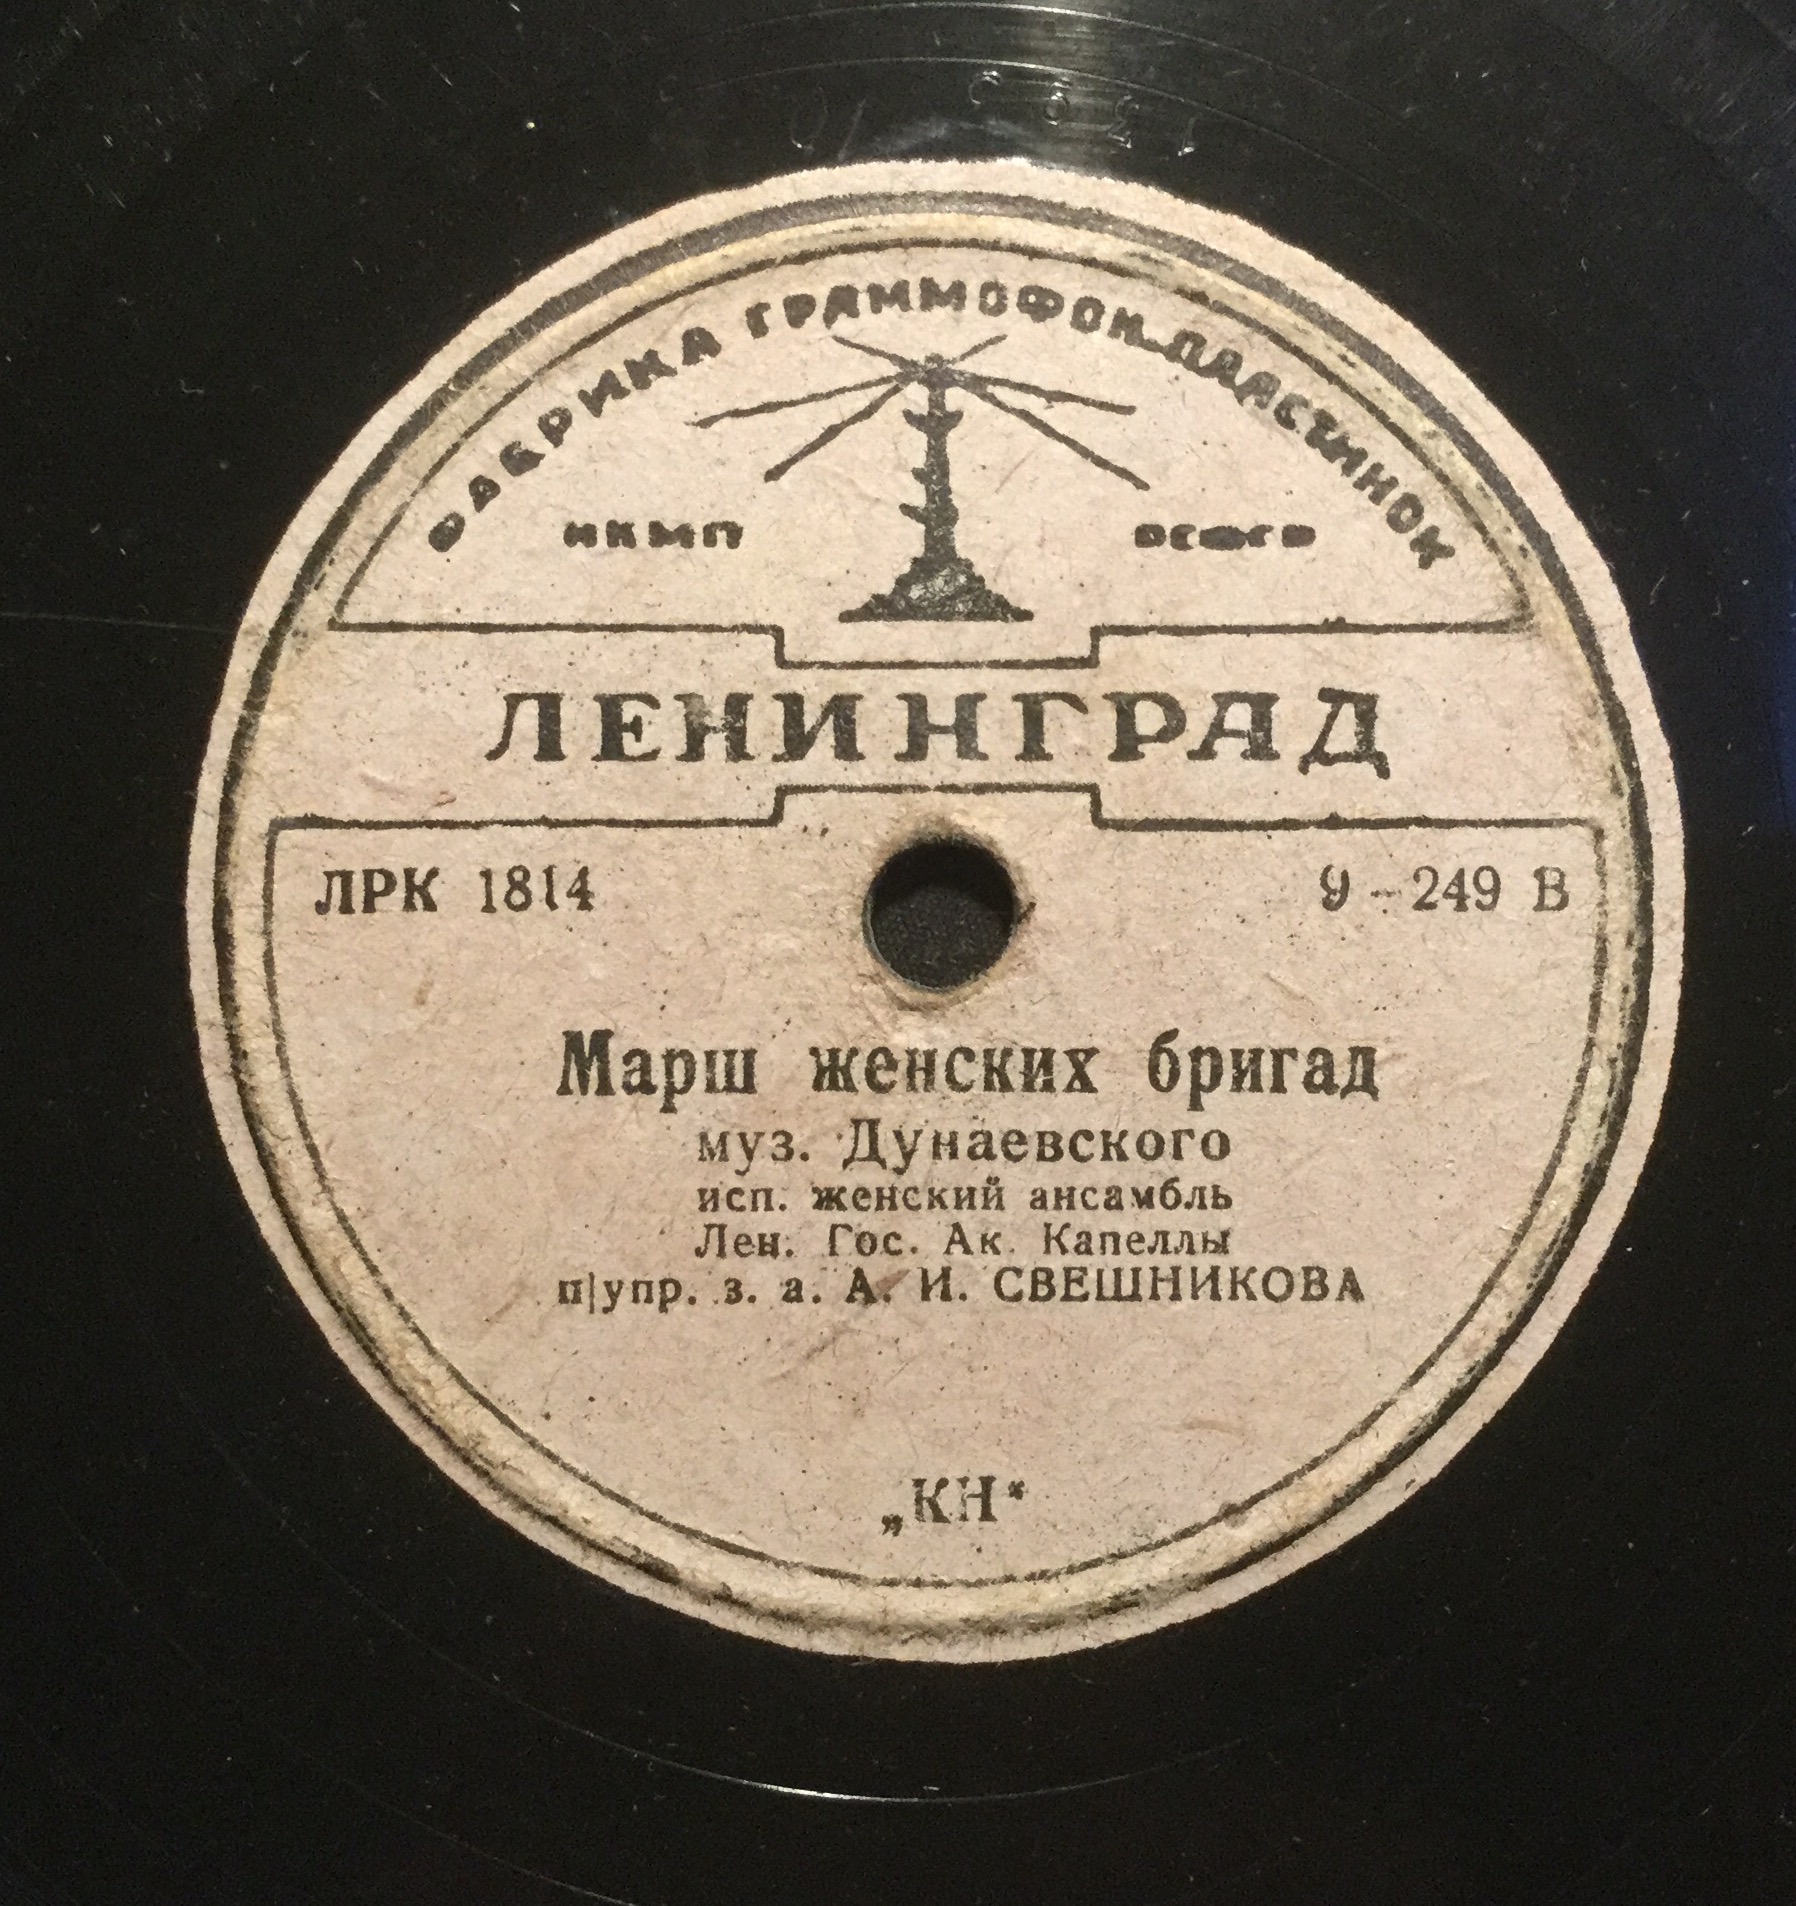 ФАБРИКА ГРАММОФОН.ПЛАСТИНОК
НКМП РСФСР
ЛЕНИНГРАД
ЛРК 1814 9-249 В
Марш женских бригад
муз. Дунаевского
исп. женский ансамбль
Лен. Гос. Ак. Капеллы
п|упр. з. а. А. И. СВЕШНИКОВА
„КН“